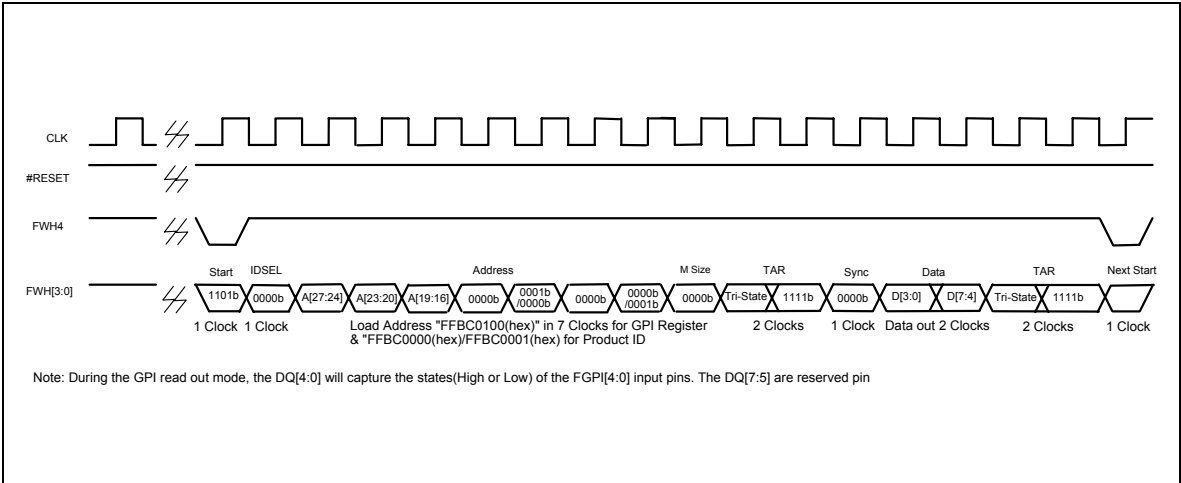 CLK
#RESET
FWH4
Start IDSEL Address M Size TAR Sync Data TAR Next Start
FWH[3:0] 1101b 0000b A[27:24] A[23:20] A[19:16] 0000b 0001b /0000b 0000b 0000b /0001b 0000b Tri-State 1111b 0000b D[3:0] D[7:4] Tri-State 1111b
1 Clock 1 Clock Load Address "FFBC0100(hex)" in 7 Clocks for GPI Register 2 Clocks 1 Clock Data out 2 Clocks 2 Clocks 1 Clock
& "FFBC0000(hex)/FFBC0001(hex) for Product ID
Note: During the GPI read out mode, the DQ[4:0] will capture the states(High or Low) of the FGPI[4:0] input pins. The DQ[7:5] are reserved pin